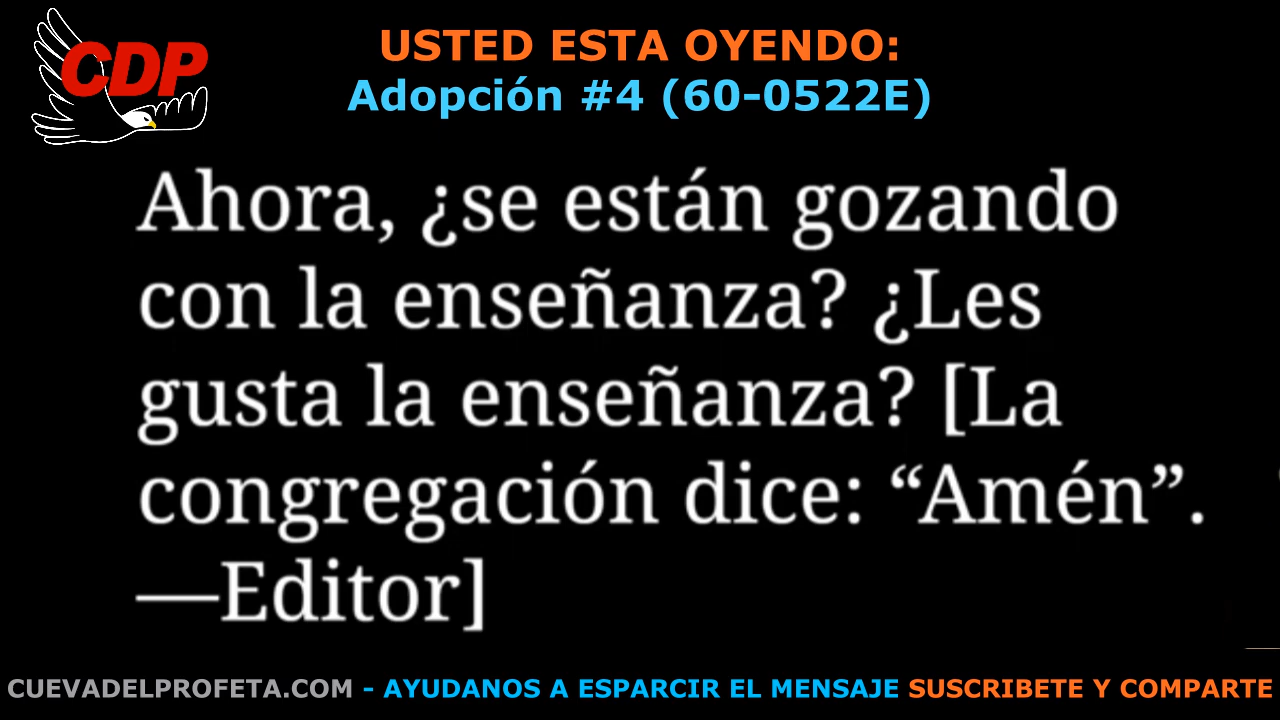 CDP
USTED ESTA OYENDO:
Adopción #4 (60-0522E)
Ahora, ¿se están gozando
con la enseñanza? ¿Les
gusta la enseñanza? [La
congregación dice: “Amén”.
—Editor]
CUEVADELPROFETA.COM - AYUDANOS A ESPARCIR EL MENSAJE SUSCRIBETE Y COMPARTE